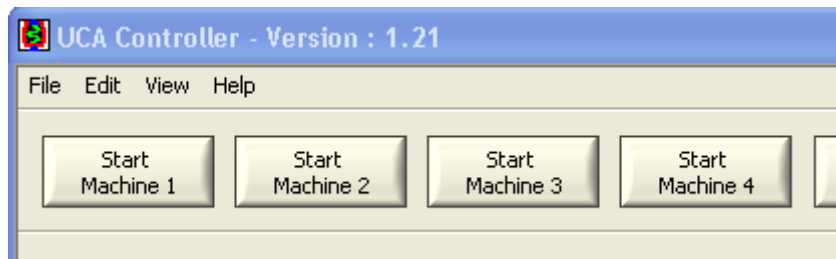 UCA Controller - Version : 1.21
File Edit View Help
Start Start Start Start
Machine 1 Machine 2 Machine 3 Machine 4